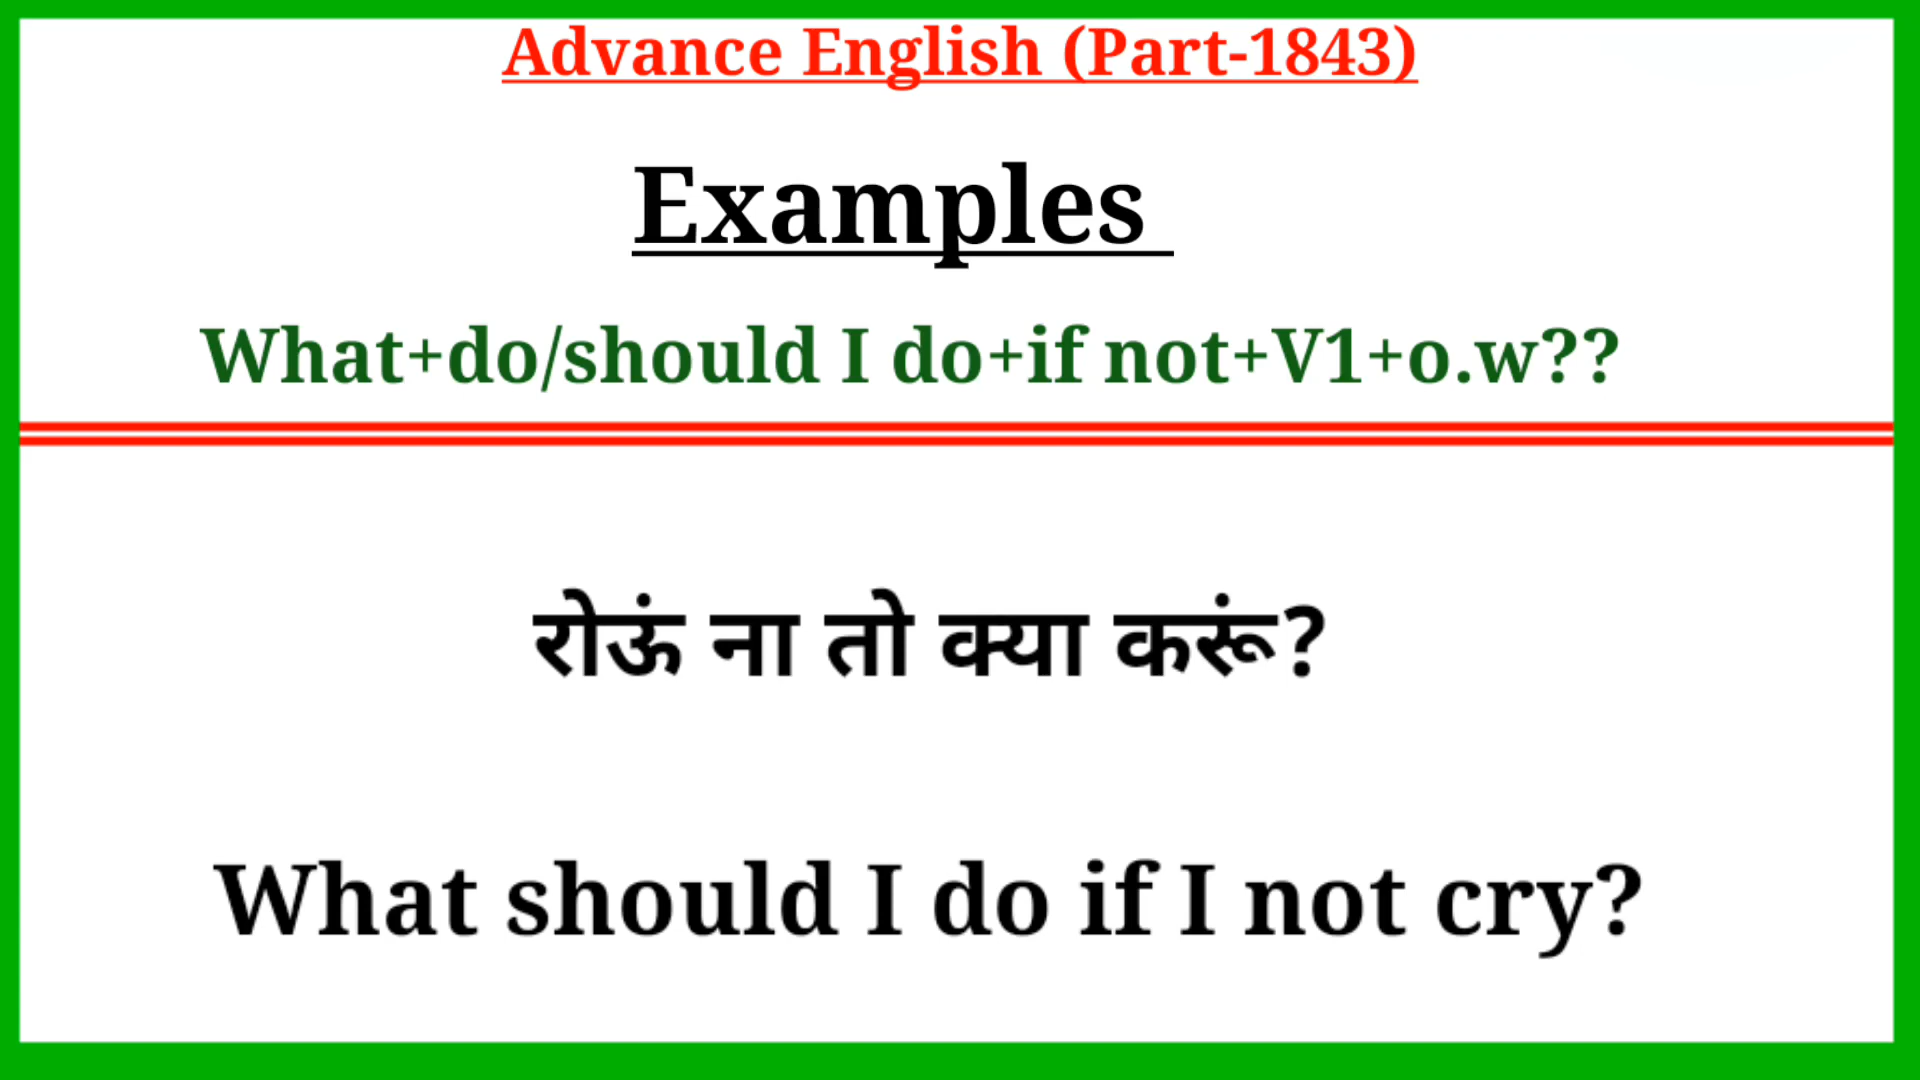 Advance English (Part-1843)
Examples
What+do/should I do+if not+V1+o.w??
रोऊं ना तो क्या करूं?
What should I do if I not cry?